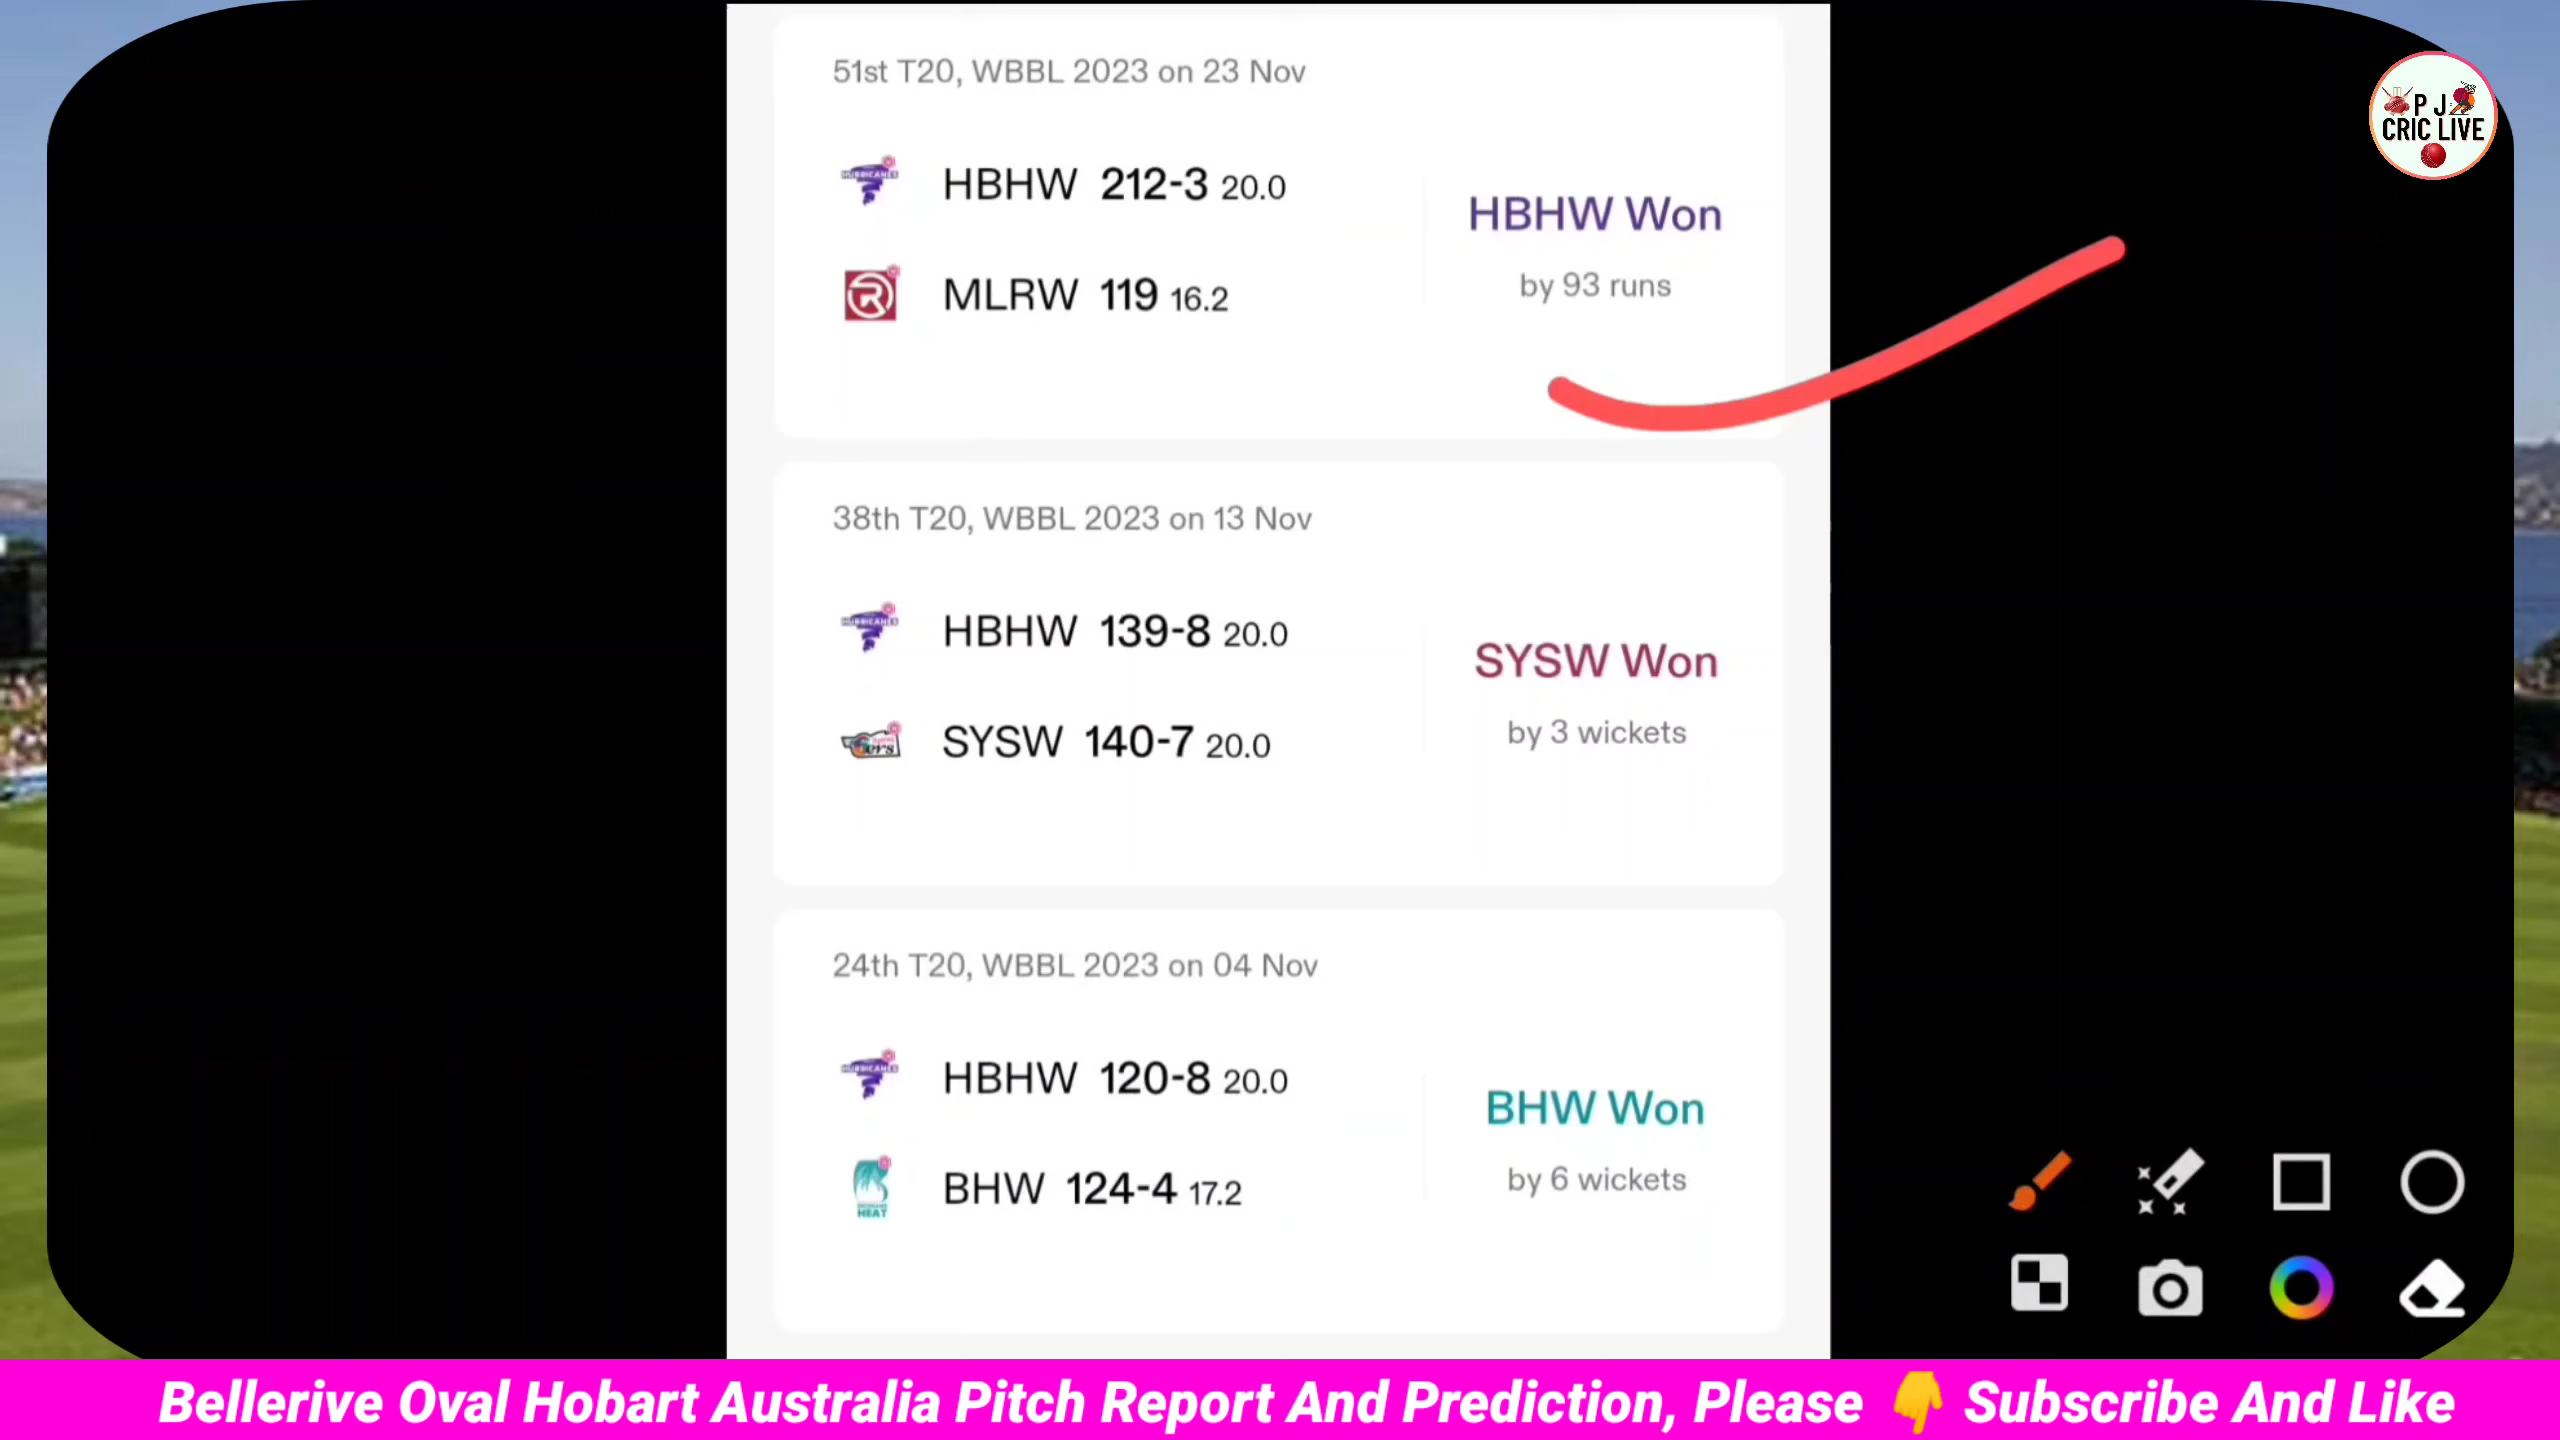 51st T20, WBBL 2023 on 23 Nov
HURRICANES HBHW 212-3 20.0
HBHW Won
by 93 runs
R MLRW 119 16.2
38th T20, WBBL 2023 on 13 Nov
HURRICANES HBHW 139-8 20.0
SYSW Won
by 3 wickets
SYSW 140-7 20.0
24th T20, WBBL 2023 on 04 Nov
HURRICANES HBHW 120-8 20.0
BHW Won
by 6 wickets
HEAT BHW 124-4 17.2
P J
CRIC LIVE
Bellerive Oval Hobart Australia Pitch Report And Prediction, Please 👇 Subscribe And Like